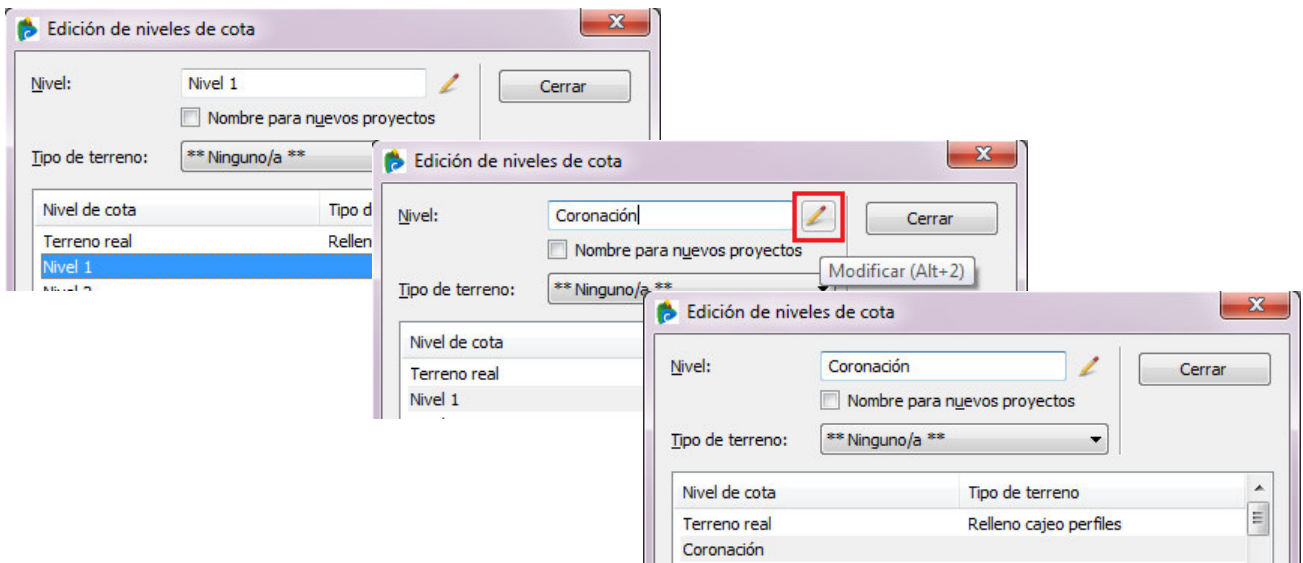 Edición de niveles de cota
Nivel: Nivel 1 Cerrar
Nombre para nuevos proyectos
Tipo de terreno: ** Ninguno/a **
Nivel de cota Tipo d
Terreno real Rellen
Nivel 1
Edición de niveles de cota
Nivel: Coronación Cerrar
Nombre para nuevos proyectos
Modificar (Alt+2)
Tipo de terreno: ** Ninguno/a **
Nivel de cota
Terreno real
Nivel 1
Edición de niveles de cota
Nivel: Coronación Cerrar
Nombre para nuevos proyectos
Tipo de terreno: ** Ninguno/a **
Nivel de cota Tipo de terreno
Terreno real Relleno cajeo perfiles
Coronación